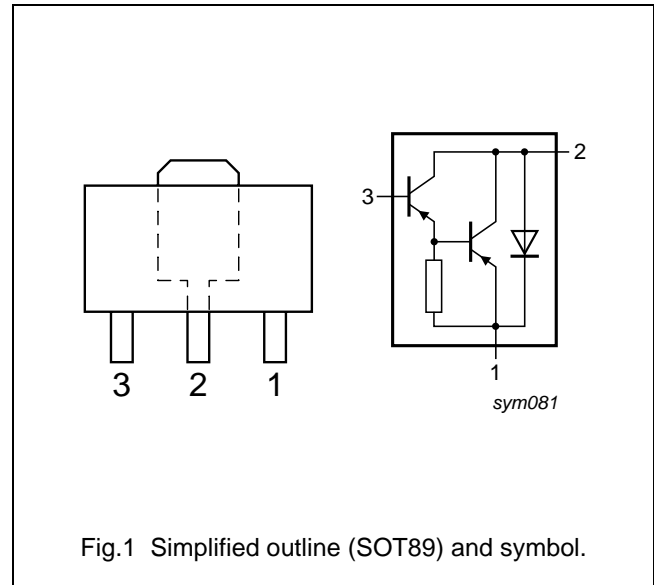 2
3
3 2 1
1
sym081
Fig.1 Simplified outline (SOT89) and symbol.